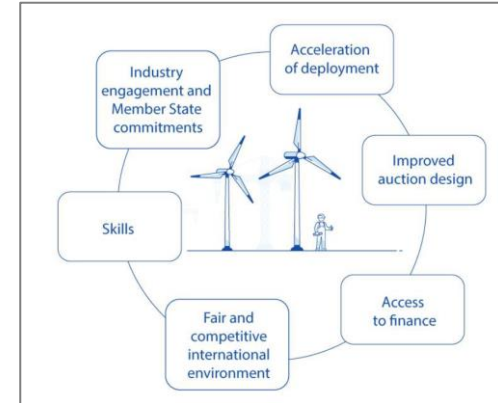 Acceleration
of deployment
Improved
auction design
Access
to finance
Fair and
competitive
international
environment
Skills
Industry
engagement and
Member State
commitments